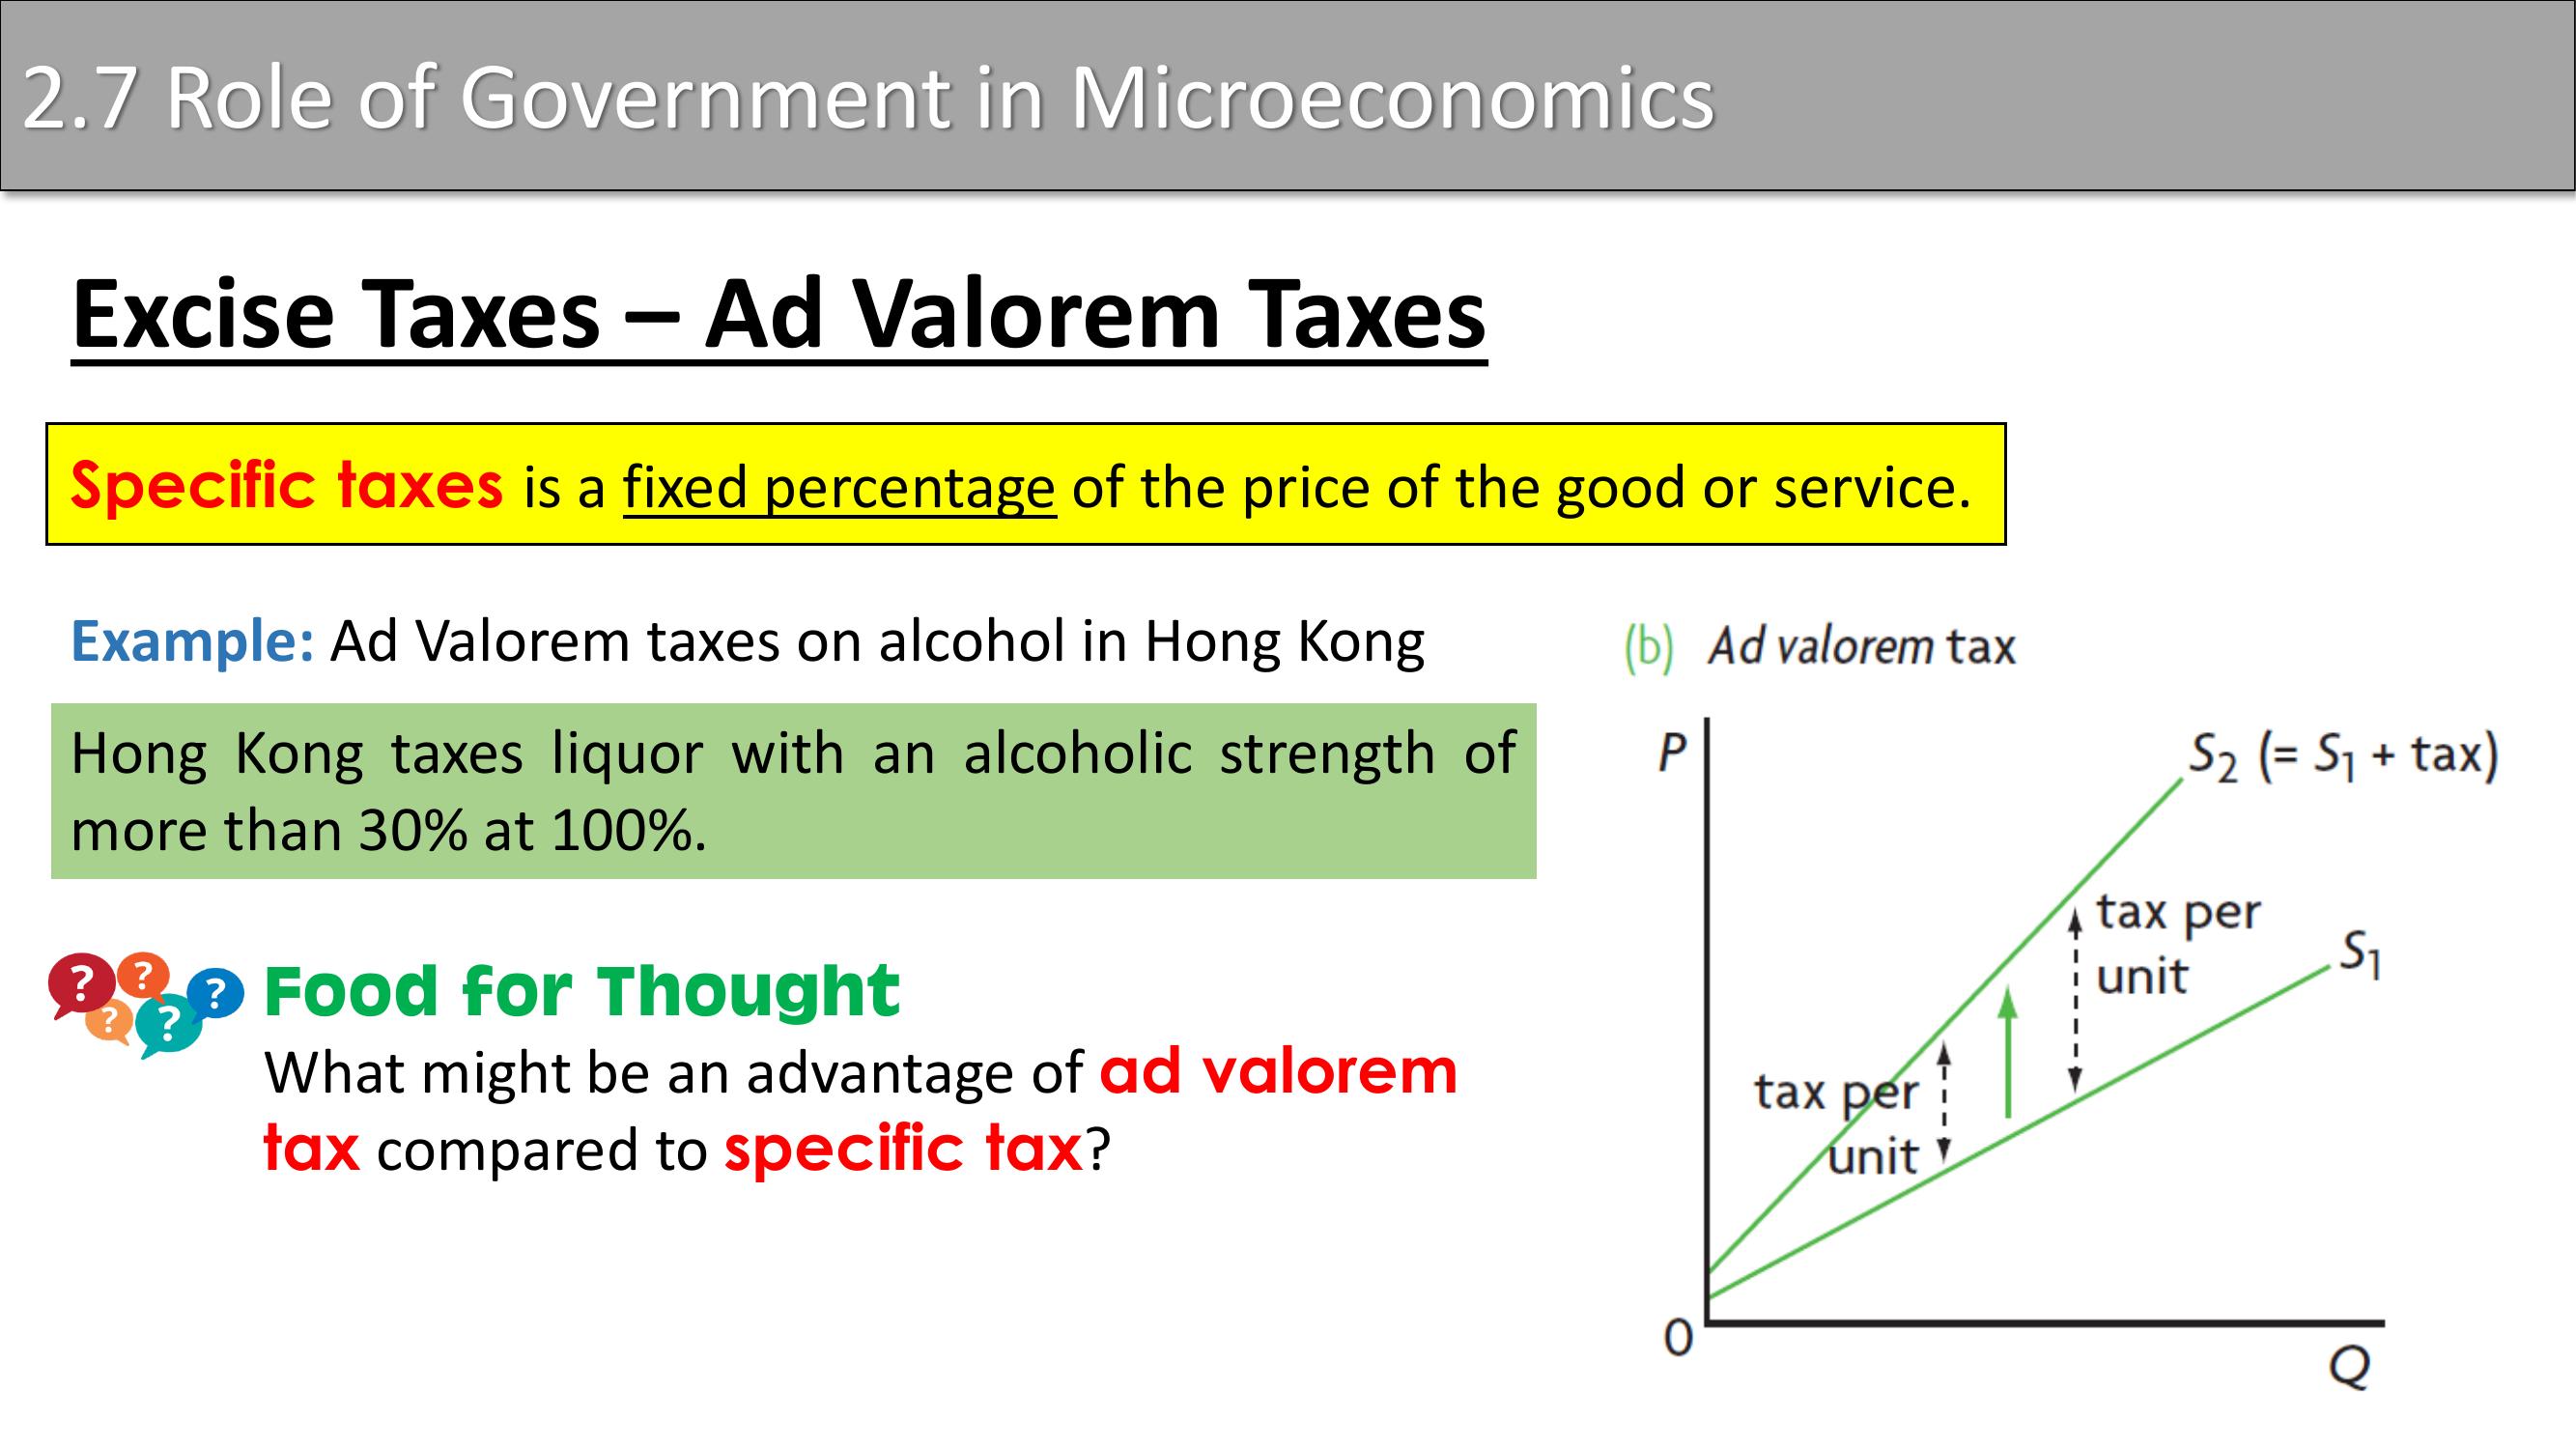 2.7 Role of Government in Microeconomics
Excise Taxes – Ad Valorem Taxes
Specific taxes is a fixed percentage of the price of the good or service.
Example: Ad Valorem taxes on alcohol in Hong Kong
Hong Kong taxes liquor with an alcoholic strength of
more than 30% at 100%.
? ? ? ? ?
Food for Thought
What might be an advantage of ad valorem
tax compared to specific tax?
(b) Ad valorem tax
P
S₂ (= S₁ + tax)
tax per
unit
S₁
tax per
unit
0
Q